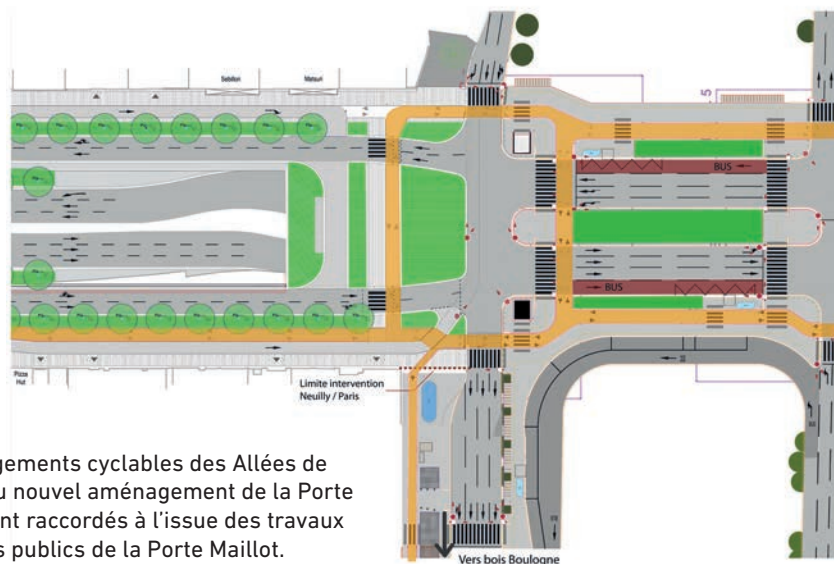 Sebillon
Matsuri
5
BUS
BUS
Pizza
Hut
Limite intervention
Neuilly / Paris
gements cyclables des Allées de
u nouvel aménagement de la Porte
nt raccordés à l'issue des travaux
s publics de la Porte Maillot.
Vers bois Boulogne